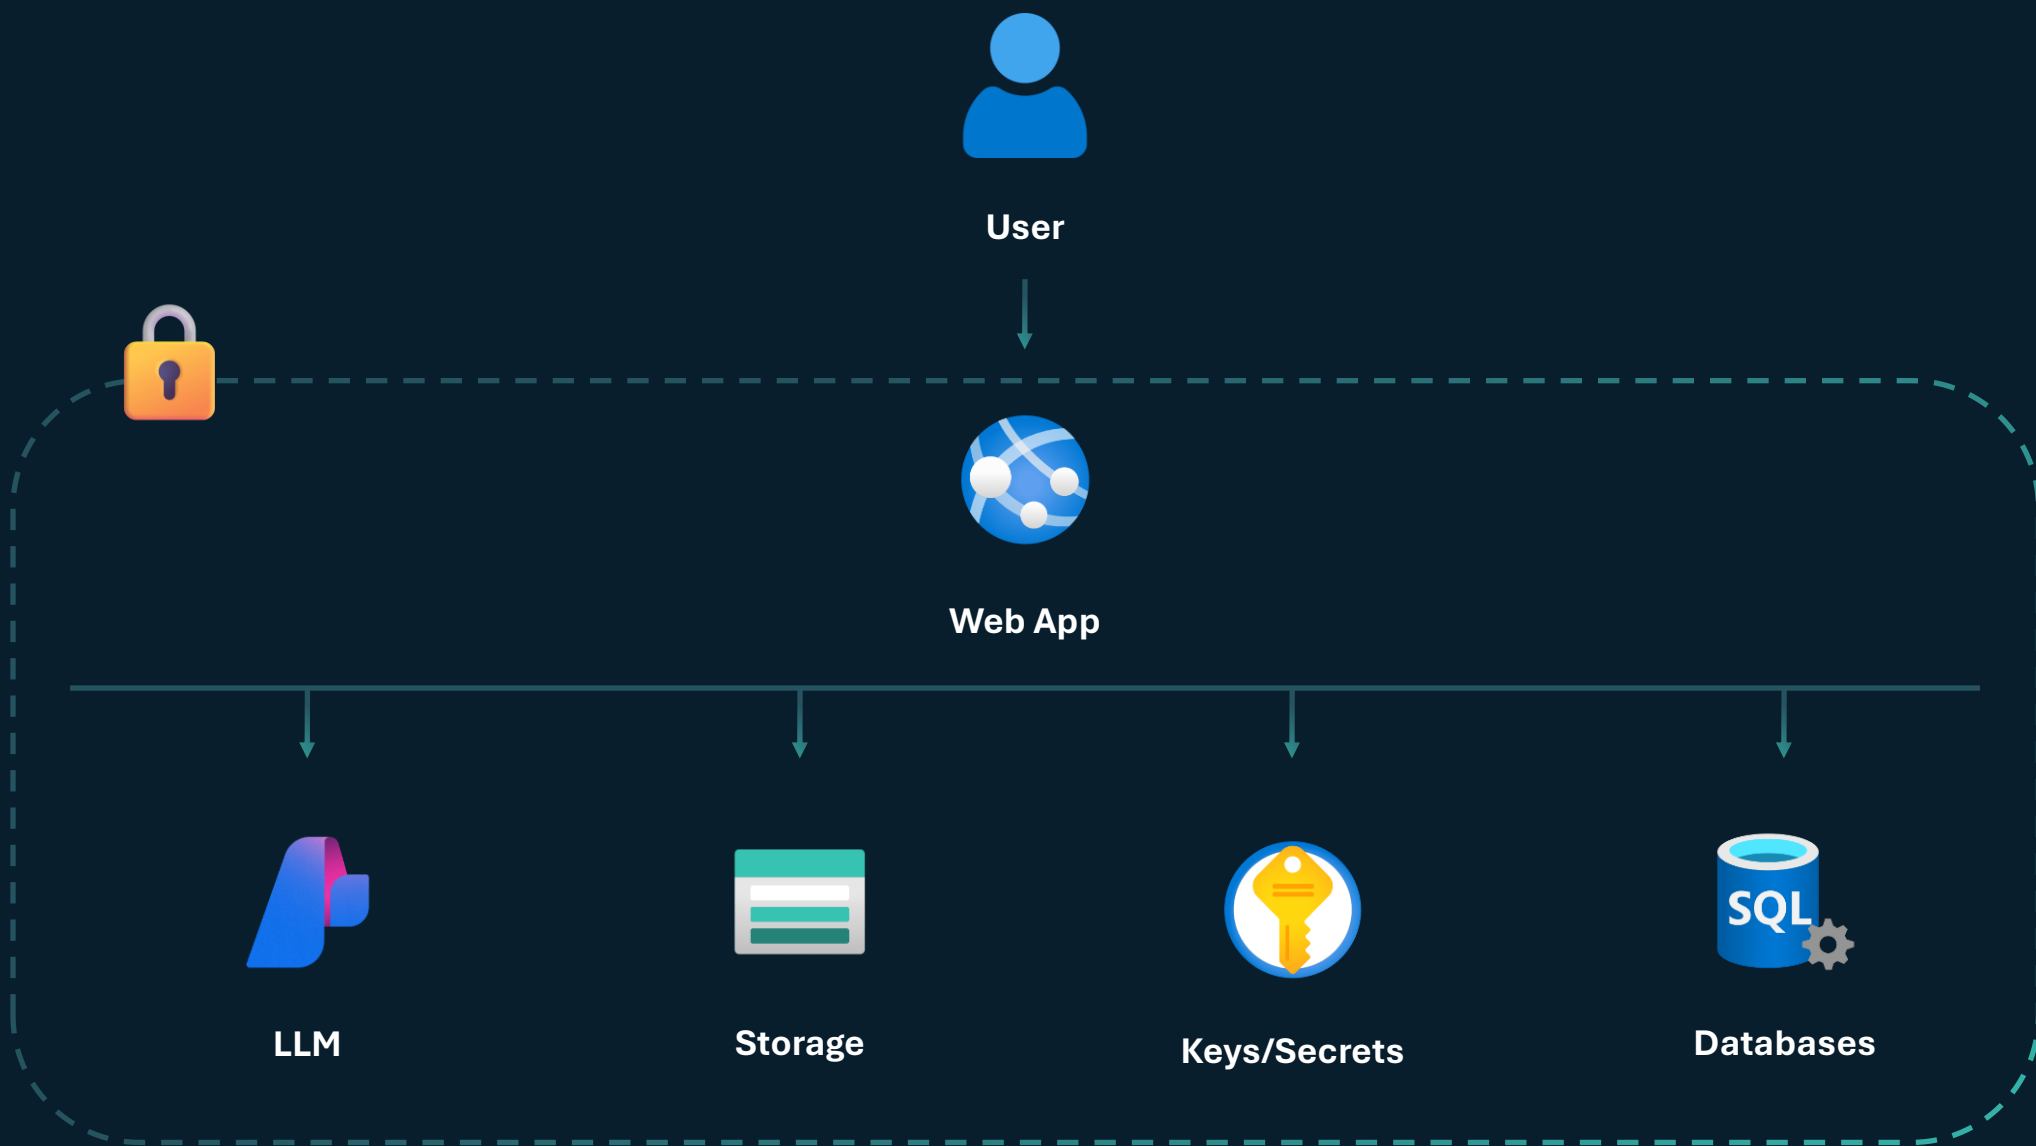 User
Web App
LLM
Storage
Keys/Secrets
SQL
Databases